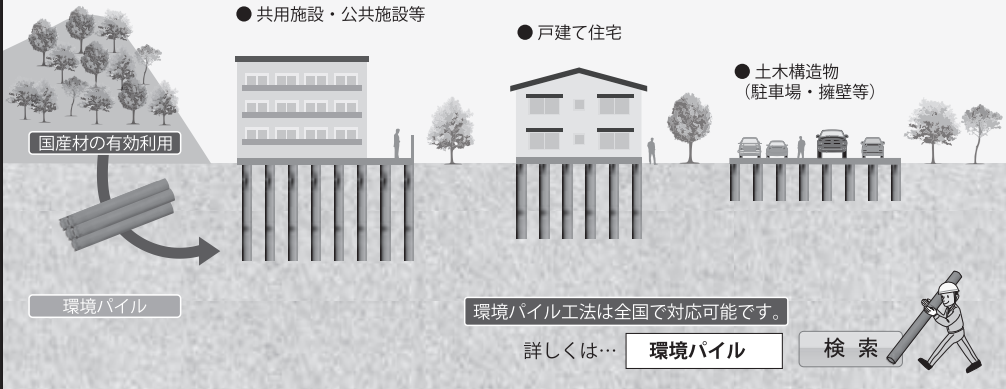 ● 共用施設・公共施設等
● 戸建て住宅
● 土木構造物
（駐車場・擁壁等）
国産材の有効利用
環境パイル
環境パイル工法は全国で対応可能です。
詳しくは… 環境パイル 検索